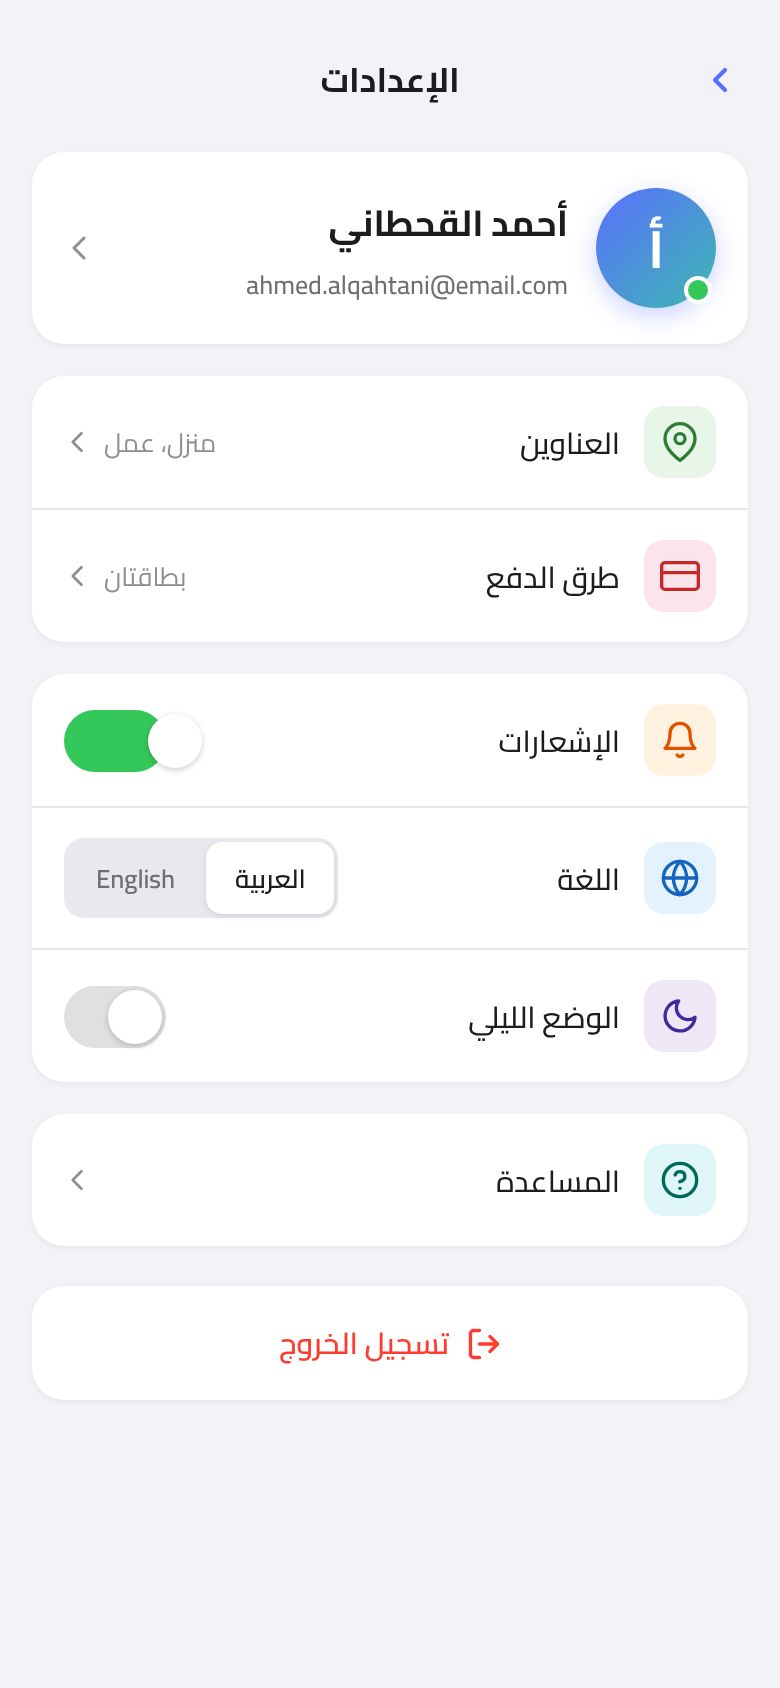 الإعدادات
أ
أحمد القحطاني
ahmed.alqahtani@email.com
العناوين
منزل، عمل
طرق الدفع
بطاقتان
الإشعارات
اللغة
العربية
English
الوضع الليلي
المساعدة
تسجيل الخروج